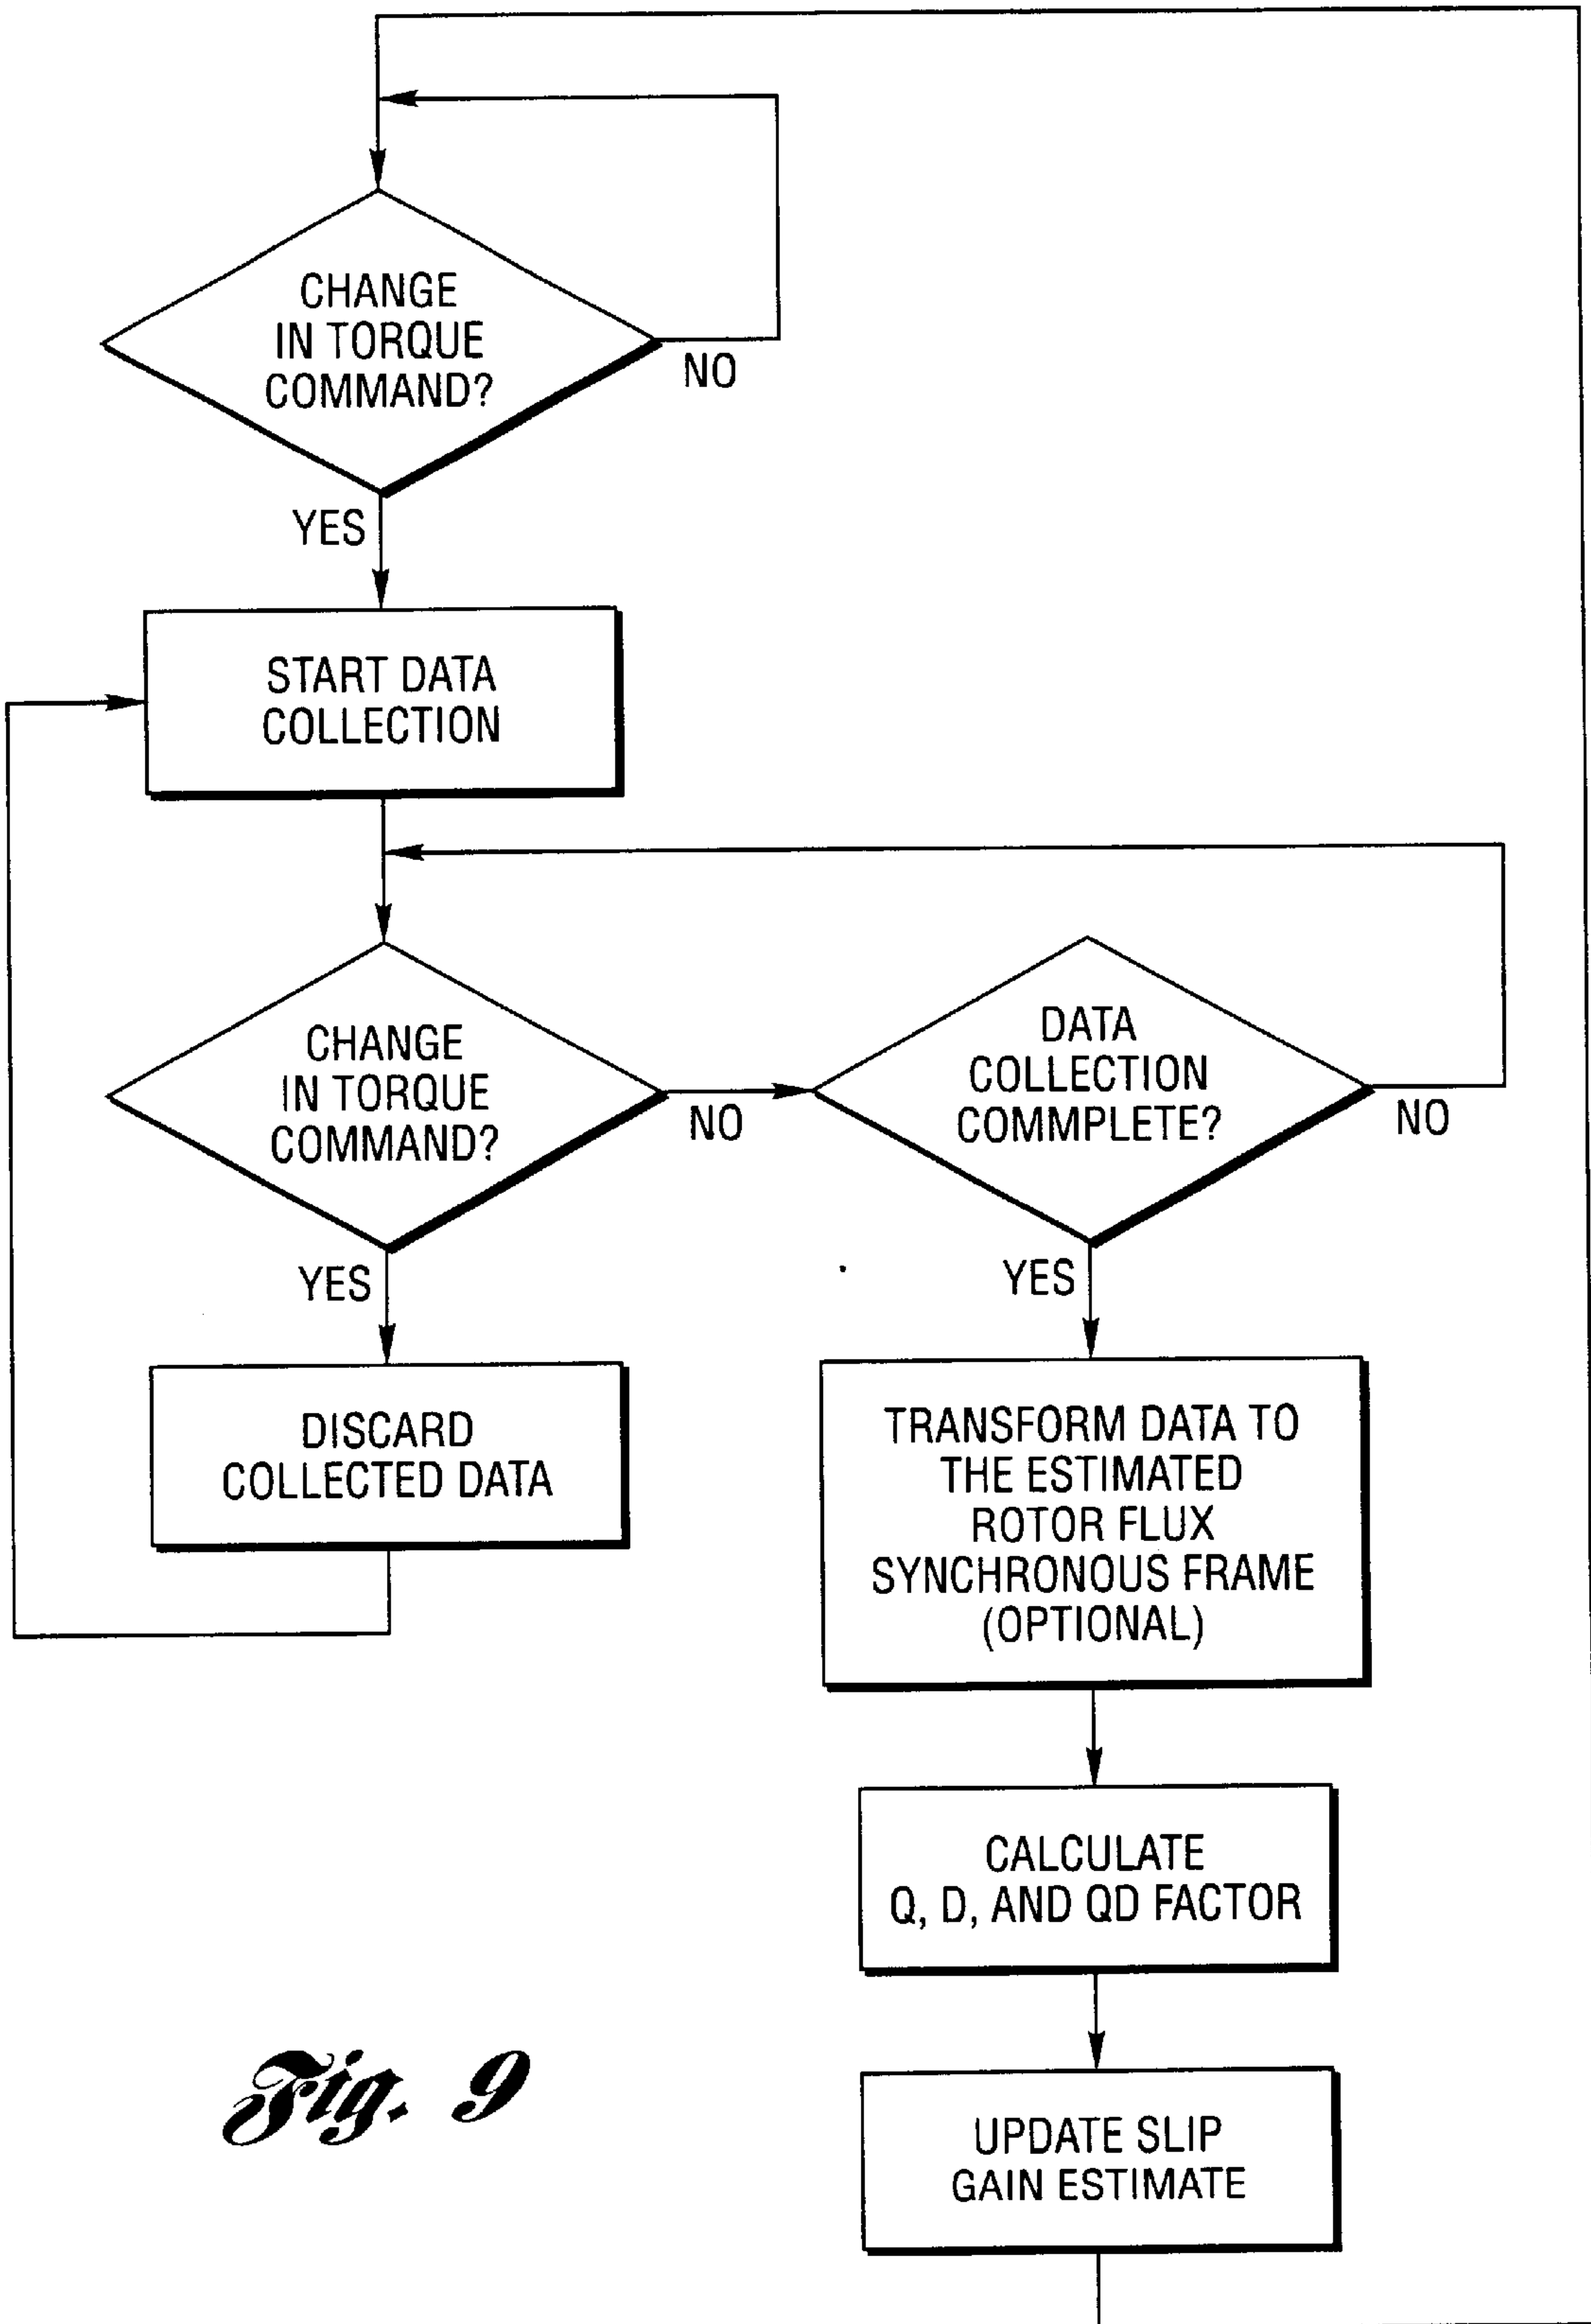 CHANGE
IN TORQUE
COMMAND?
NO
YES
START DATA
COLLECTION
CHANGE
IN TORQUE
COMMAND?
NO
DATA
COLLECTION
COMMPLETE?
NO
YES
YES
DISCARD
COLLECTED DATA
TRANSFORM DATA TO
THE ESTIMATED
ROTOR FLUX
SYNCHRONOUS FRAME
(OPTIONAL)
CALCULATE
Q, D, AND QD FACTOR
UPDATE SLIP
GAIN ESTIMATE
Fig. 9